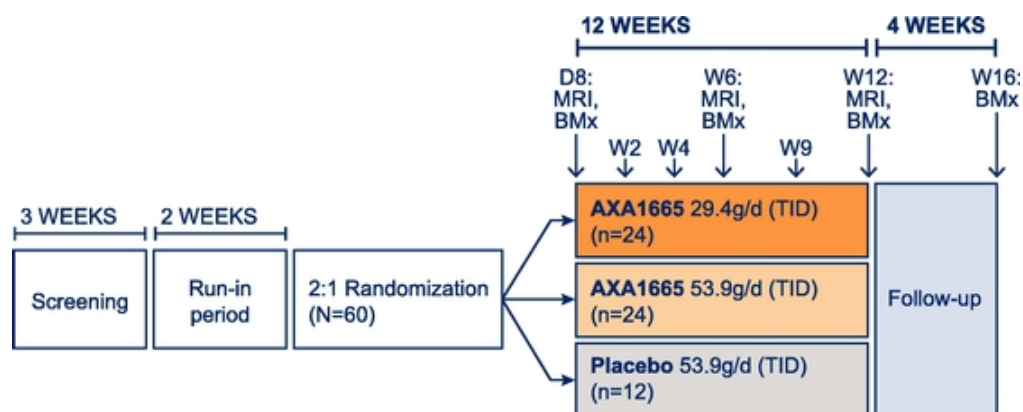 12 WEEKS
4 WEEKS
D8:
MRI,
BMx
W6:
MRI,
BMx
W12:
MRI,
BMx
W16:
BMx
W2
W4
W9
3 WEEKS
2 WEEKS
Screening
Run-in
period
2:1 Randomization
(N=60)
AXA1665 29.4g/d (TID)
(n=24)
AXA1665 53.9g/d (TID)
(n=24)
Placebo 53.9g/d (TID)
(n=12)
Follow-up